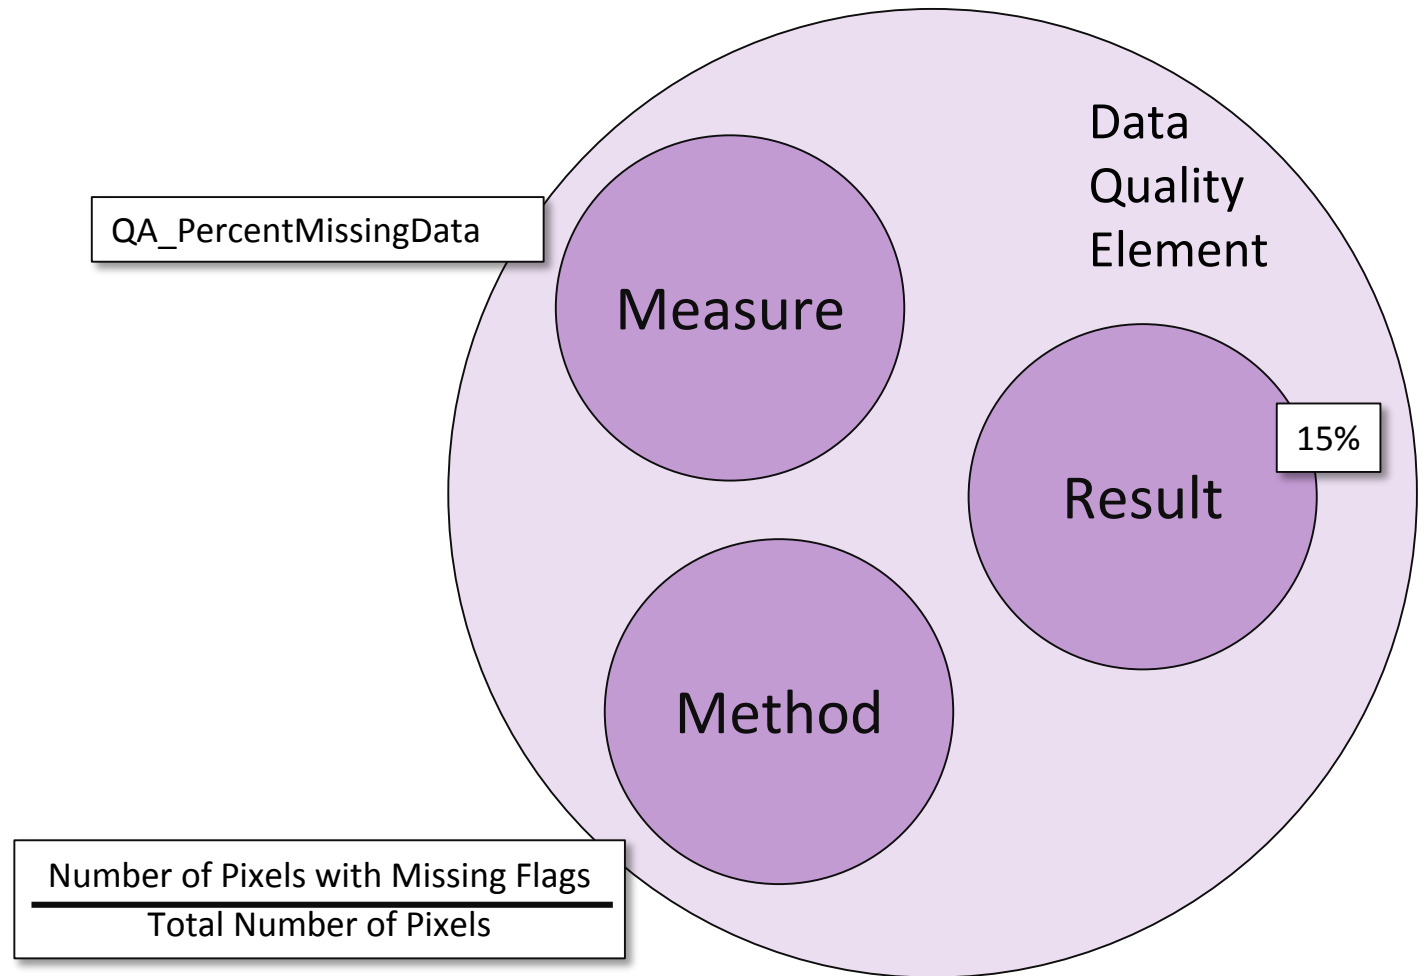 Data
Quality
Element
QA_PercentMissingData
Measure
15%
Result
Method
Number of Pixels with Missing Flags
Total Number of Pixels